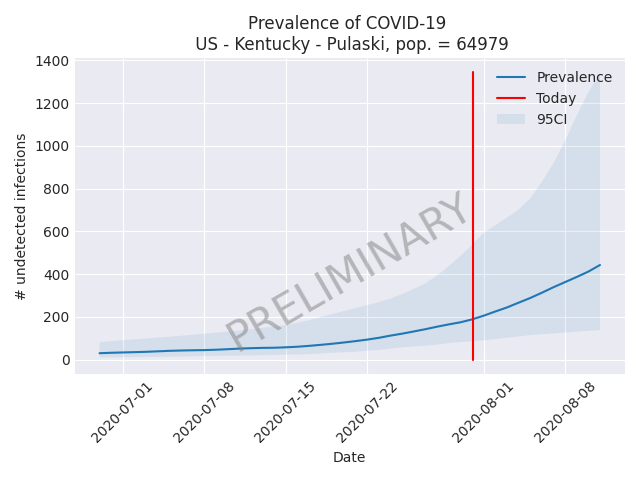 Prevalence of COVID-19
US - Kentucky - Pulaski, pop. = 64979
1400
1200
1000
800
600
400
200
0
# undetected infections
Prevalence
Today
95CI
PRELIMINARY
2020-07-01
2020-07-08
2020-07-15
2020-07-22
2020-08-01
2020-08-08
Date